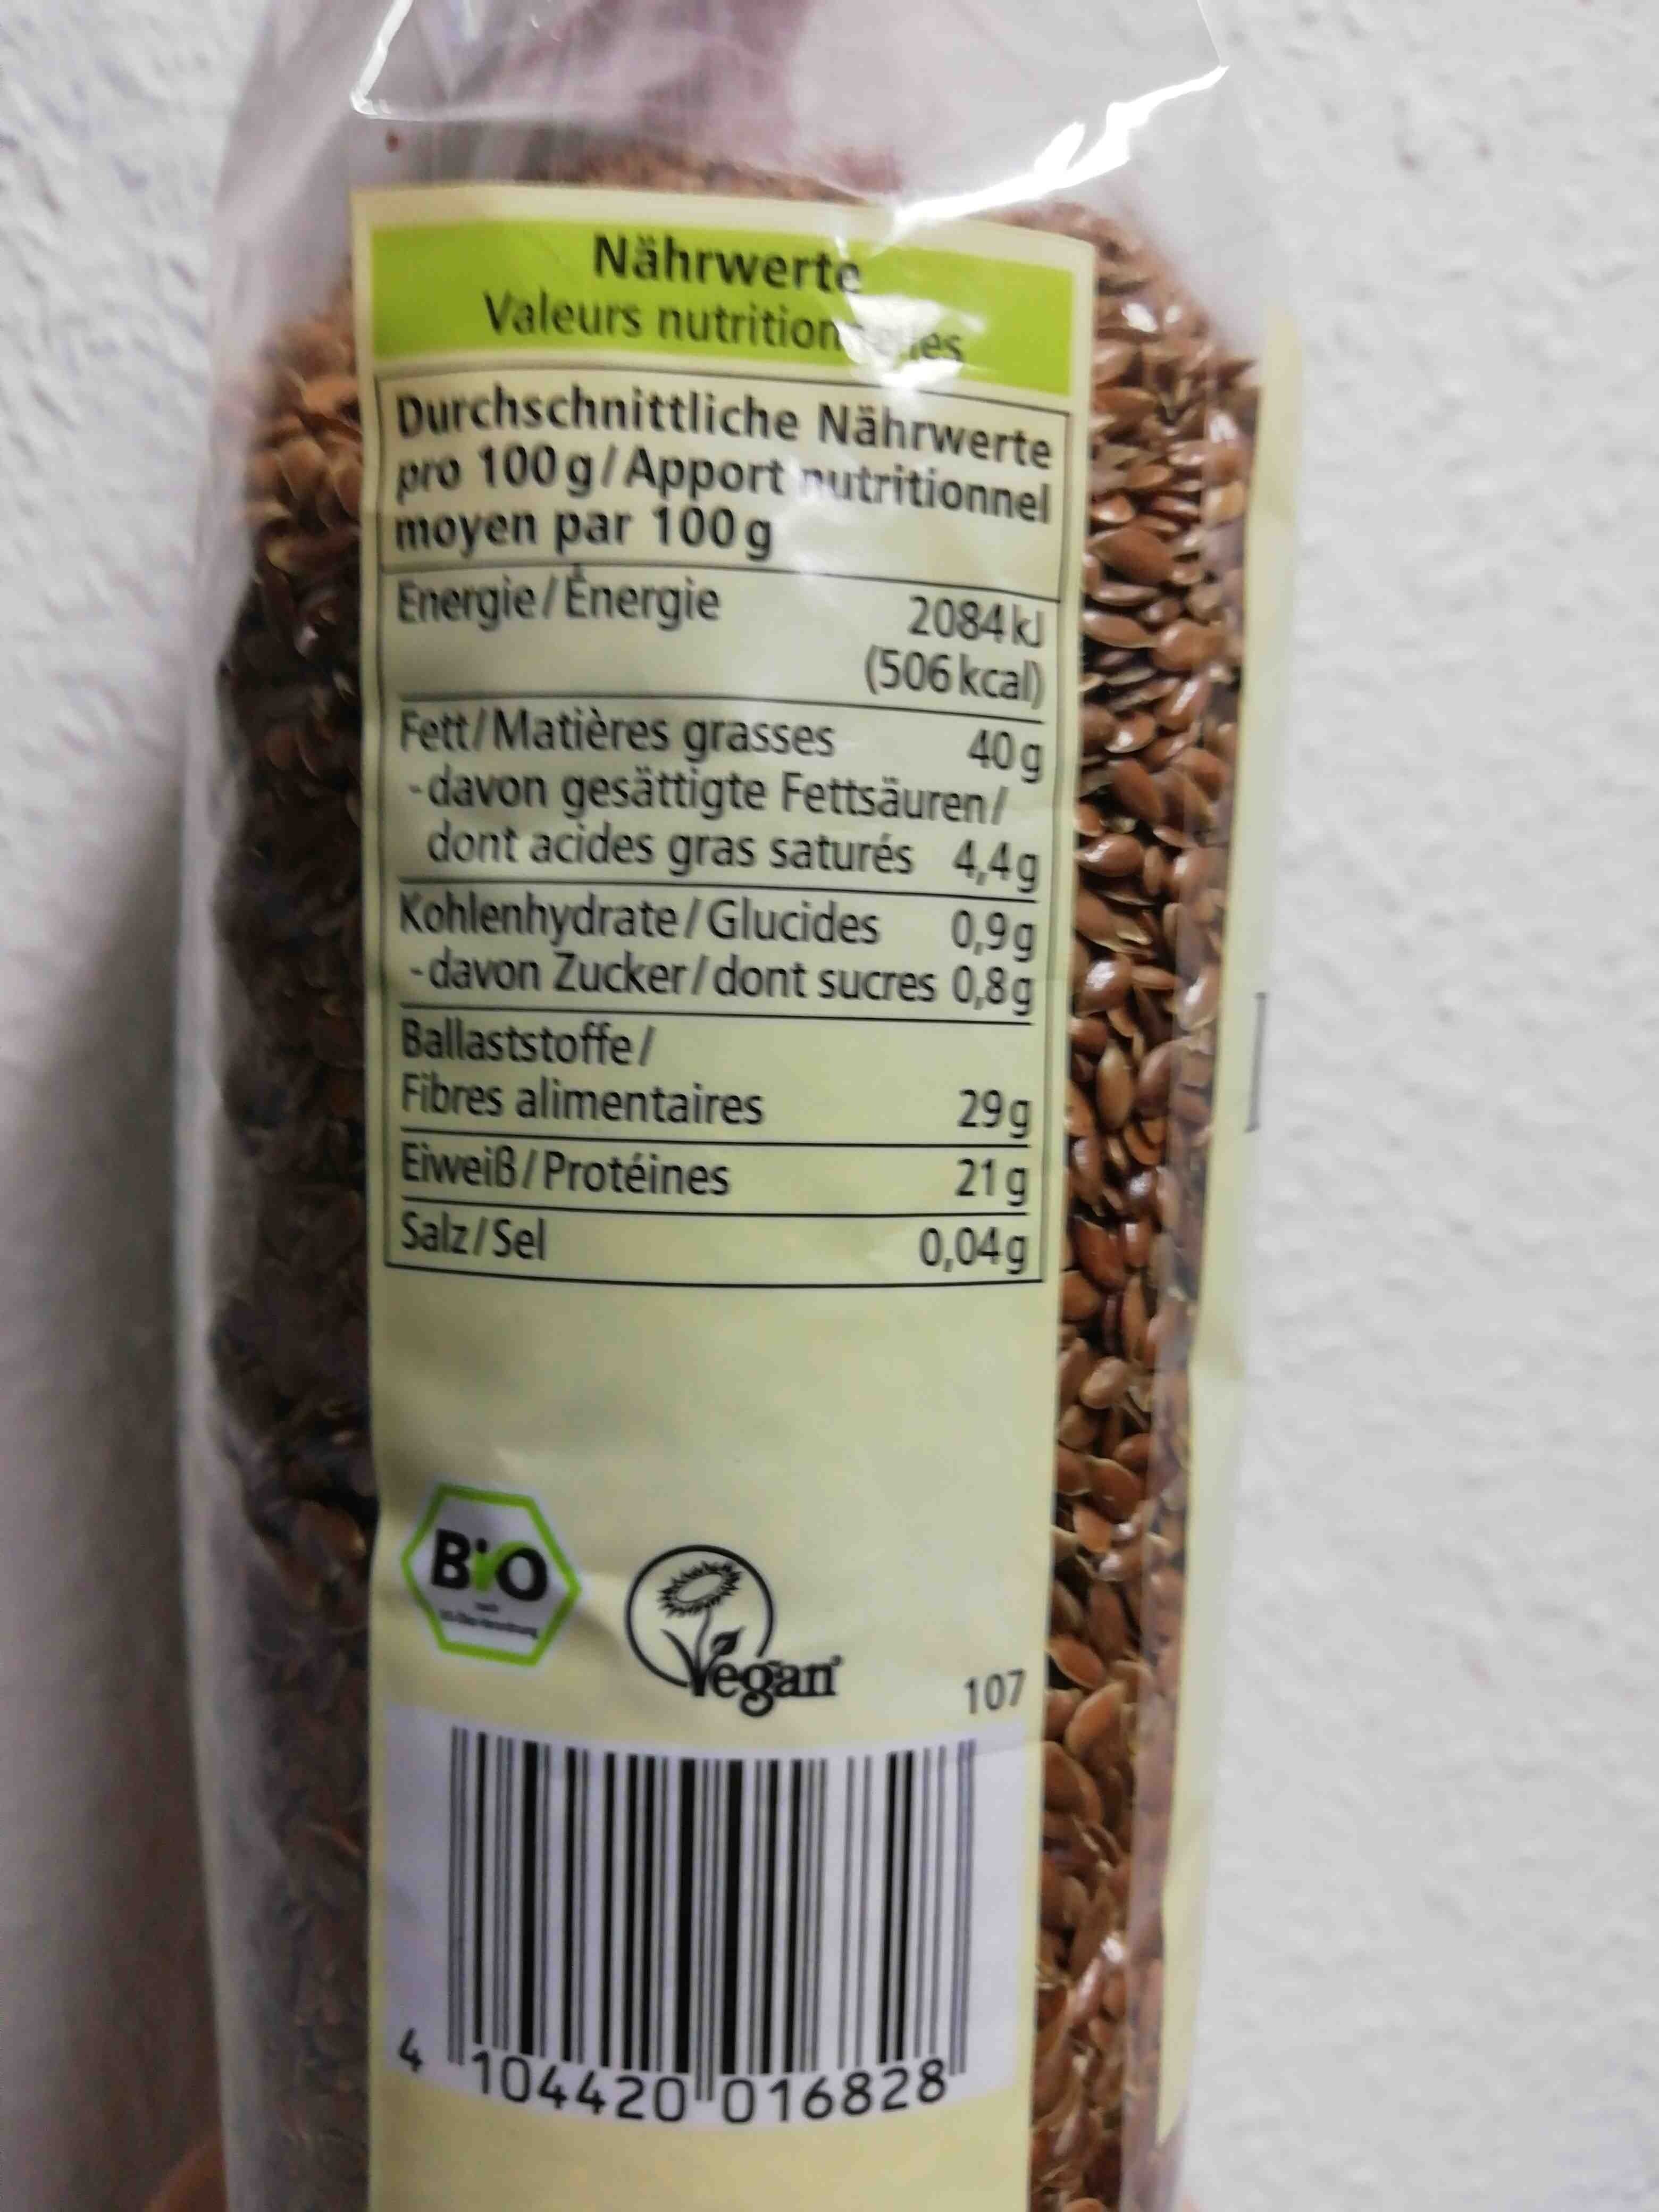 Nährwerte
Valeurs
Durchschnittliche Nährwerte
pro 100 g/Apport nutritionnel
moyen par 100 g
Energie/Énergie 2084 kJ
(506 kcal)
Fett/Matières grasses 40 g
-davon gesättigte Fettsäuren/
dont acides gras saturés 4,4 g
Kohlenhydrate/Glucides 0,9 g
-davon Zucker/dont sucres 0,8 g
Ballaststoffe/
Fibres alimentaires 29 g
Eiweiß/Protéines 21 g
Salz/Sel 0,04 g
Bio
Vegan
107
4 104420 016828